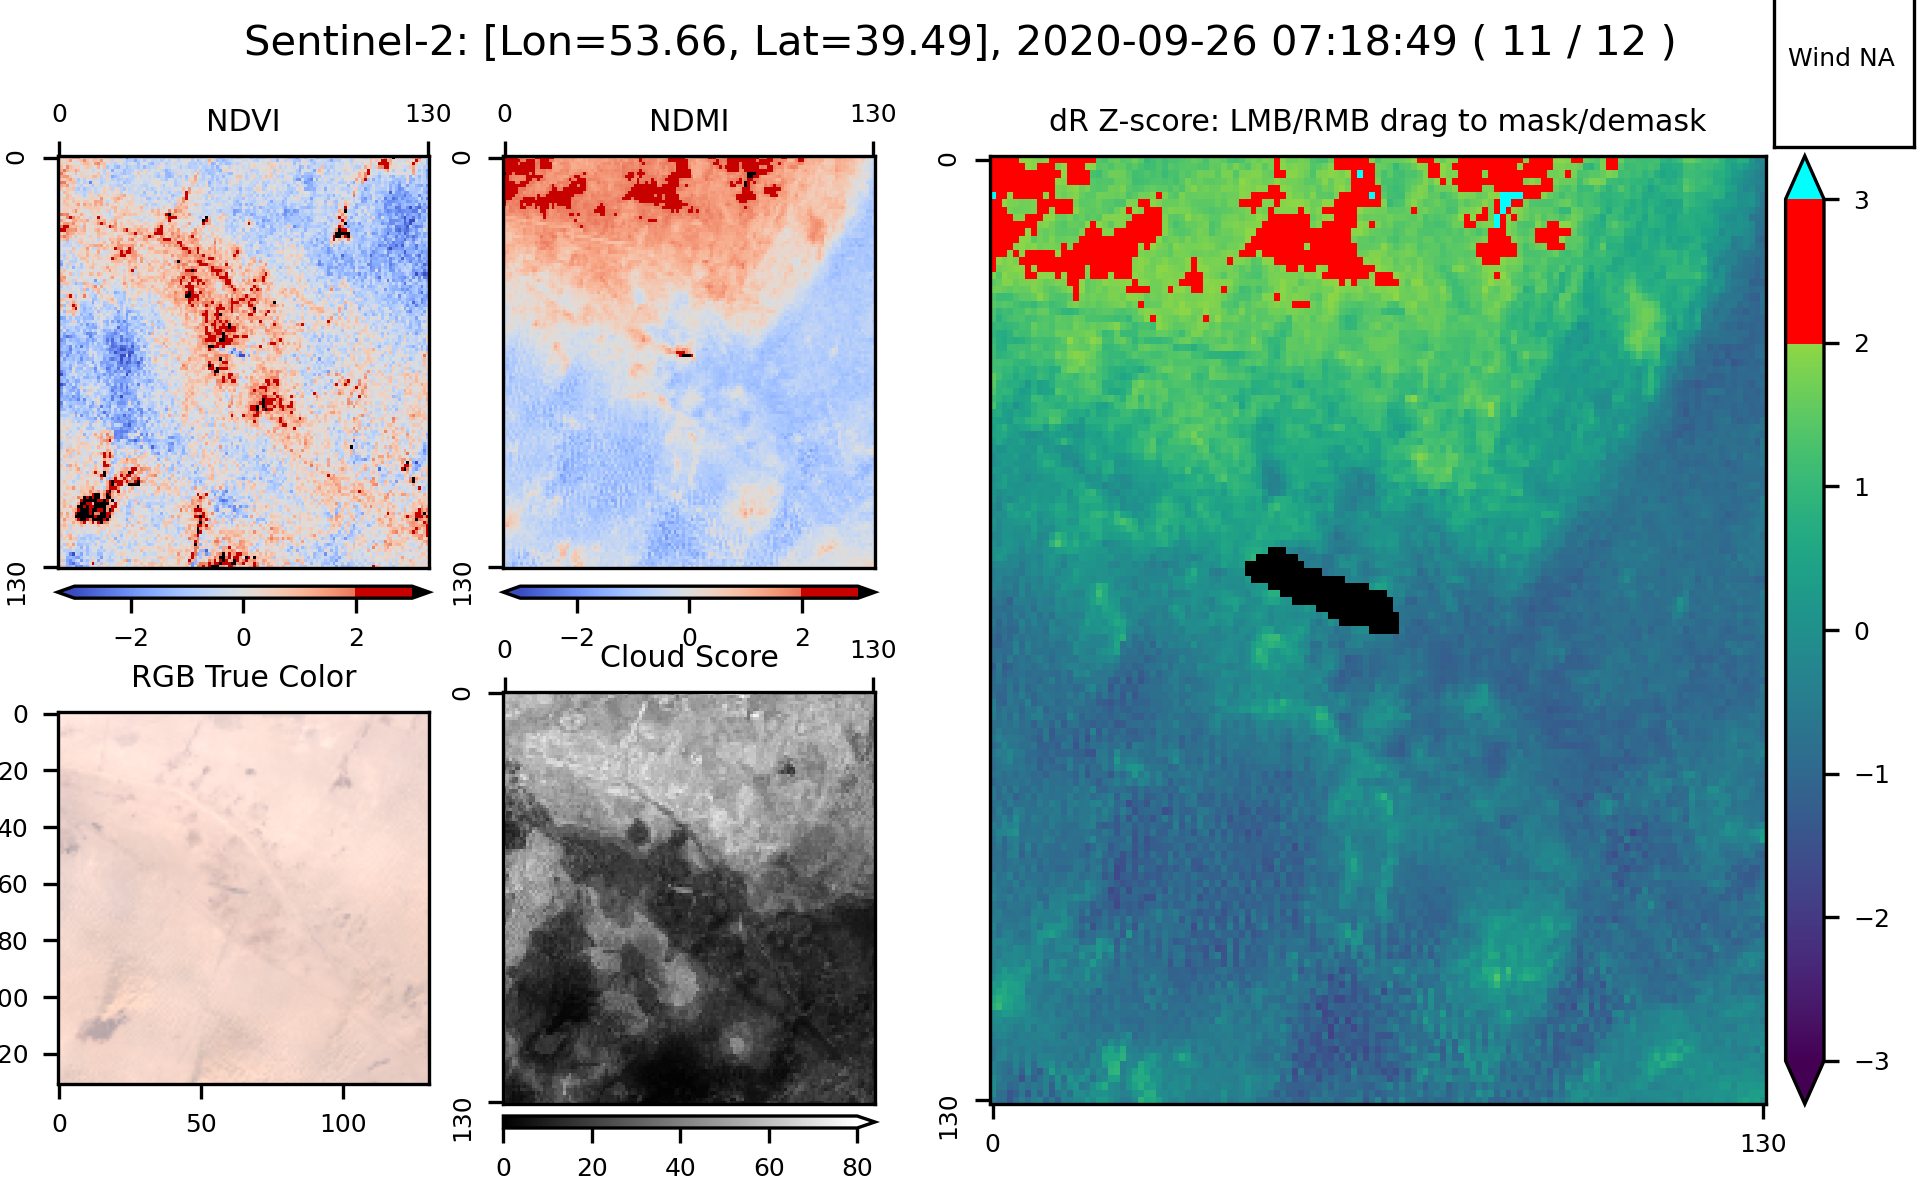 Sentinel-2: [Lon=53.66, Lat=39.49], 2020-09-26 07:18:49 ( 11 / 12 )
Wind NA
NDVI
0 130
0
130
−2 0 2
NDMI
0 130
0
130
−2 0 2
dR Z-score: LMB/RMB drag to mask/demask
0
130
0 130
3
2
1
0
−1
−2
−3
RGB True Color
0
20
40
60
80
00
20
0 50 100
Cloud Score
0 130
0
130
0 20 40 60 80